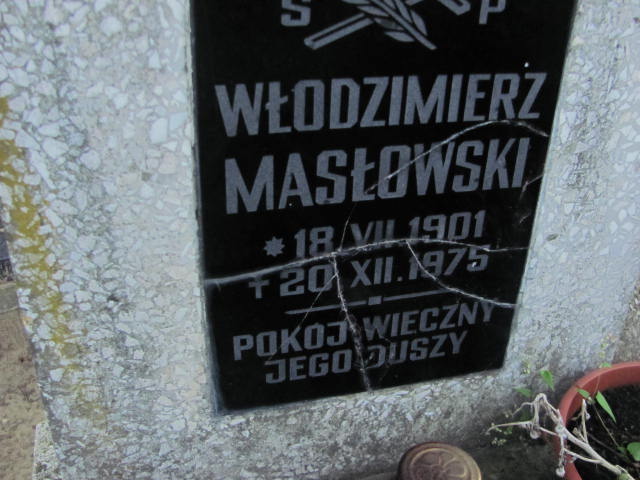 Ś P
WŁODZIMIERZ
MASŁOWSKI
* 18 VII 1901
† 20 XII. 1975
POKÓJ WIECZNY
JEGO DUSZY